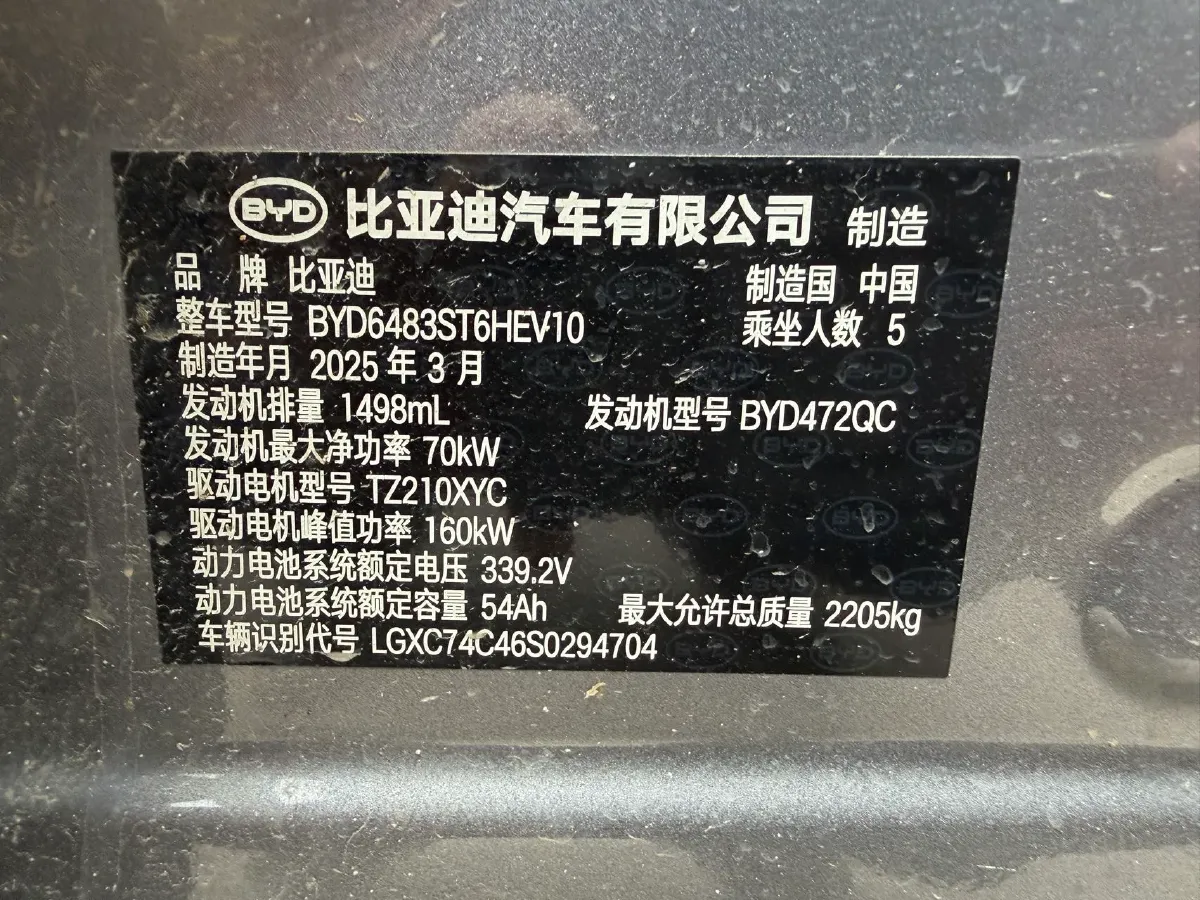 BYD 比亚迪汽车有限公司 制造
品 牌 比亚迪 制造国 中国
整车型号 BYD6483ST6HEV10 乘坐人数 5
制造年月 2025 年 3 月
发动机排量 1498mL 发动机型号 BYD472QC
发动机最大净功率 70kW
驱动电机型号 TZ210XYC
驱动电机峰值功率 160kW
动力电池系统额定电压 339.2V
动力电池系统额定容量 54Ah 最大允许总质量 2205kg
车辆识别代号 LGXC74C46S0294704